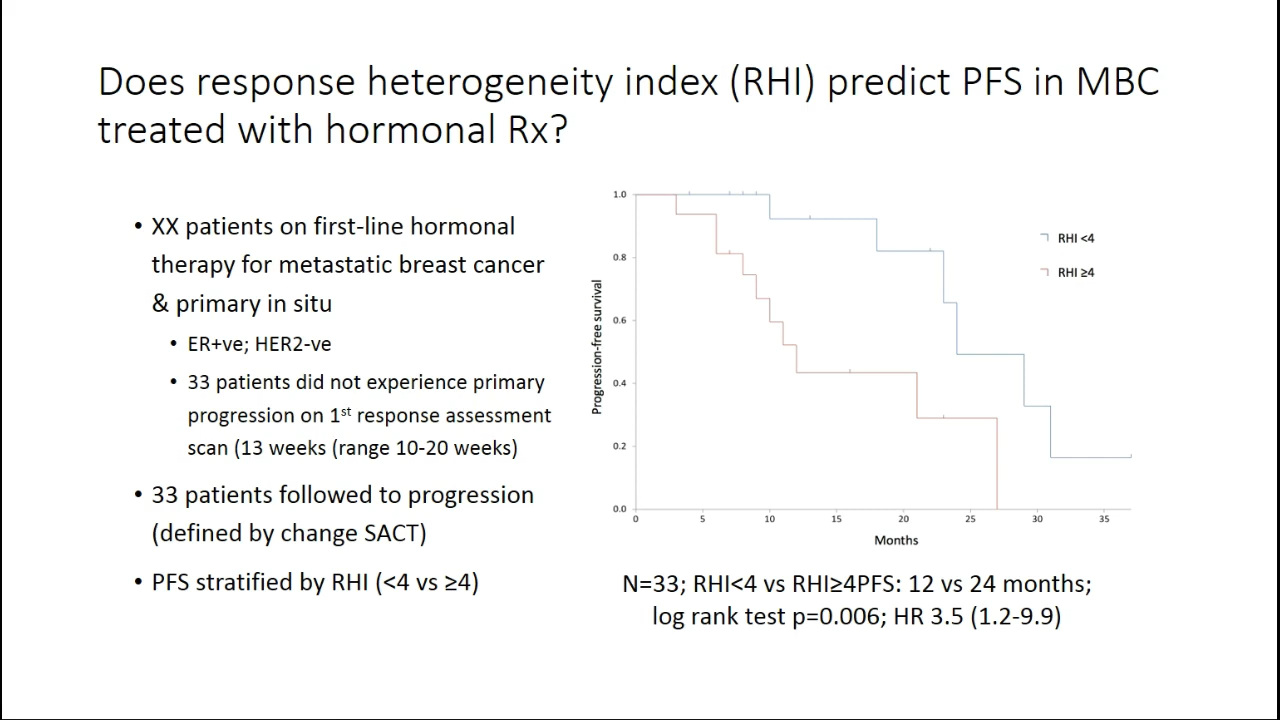 Does response heterogeneity index (RHI) predict PFS in MBC
treated with hormonal Rx?
• XX patients on first-line hormonal
therapy for metastatic breast cancer
& primary in situ
• ER+ve; HER2-ve
• 33 patients did not experience primary
progression on 1st response assessment
scan (13 weeks (range 10-20 weeks)
• 33 patients followed to progression
(defined by change SACT)
• PFS stratified by RHI (<4 vs ≥4)
Progression-free survival
1.0
0.8
0.6
0.4
0.2
0.0
0 5 10 15 20 25 30 35
Months
RHI <4
RHI ≥4
N=33; RHI<4 vs RHI≥4PFS: 12 vs 24 months;
log rank test p=0.006; HR 3.5 (1.2-9.9)